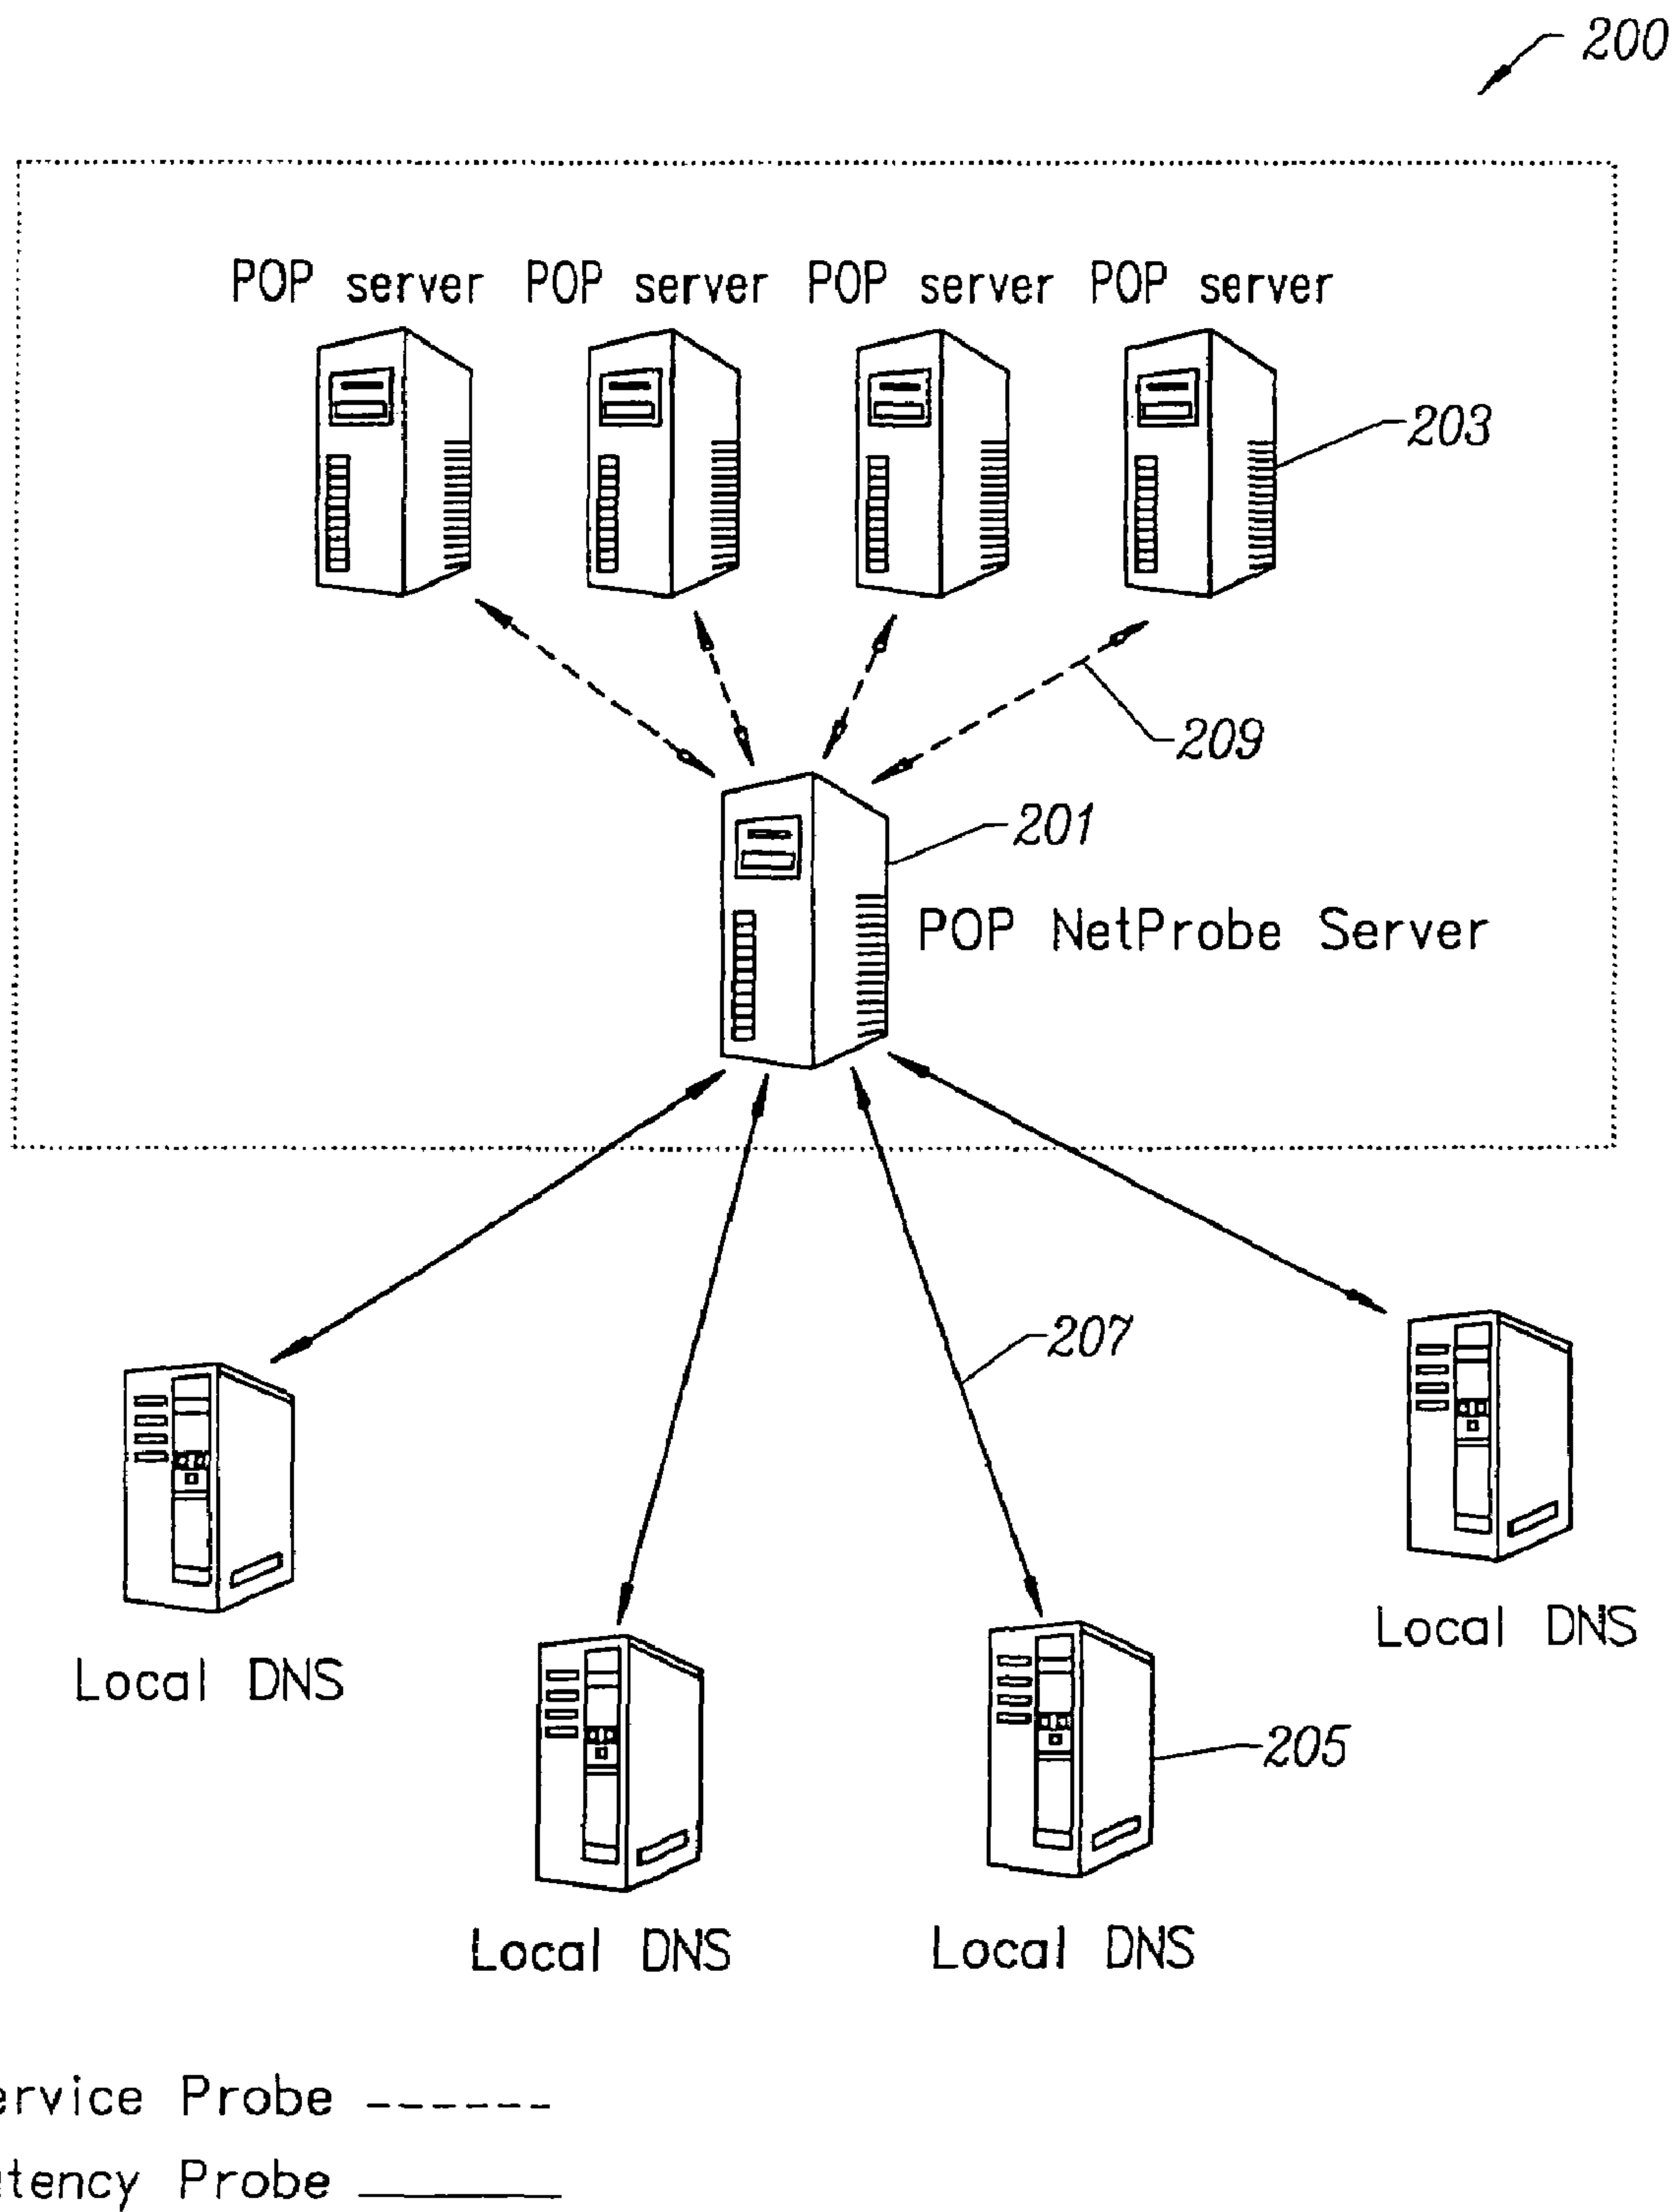 200
POP server POP server POP server POP server
203
209
201
POP NetProbe Server
207
Local DNS
Local DNS
205
Local DNS
Local DNS
ervice Probe
tency Probe